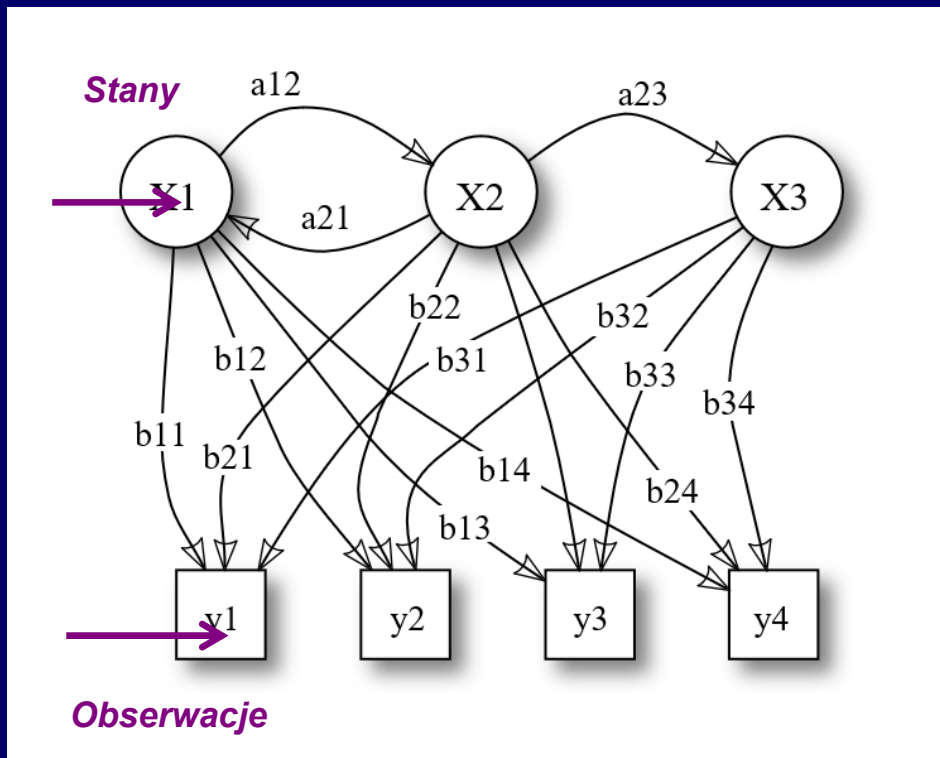 Stany
a12
a23
X1
X2
X3
a21
b22
b32
b12
b31
b33
b34
b11
b21
b14
b24
b13
y1
y2
y3
y4
Obserwacje